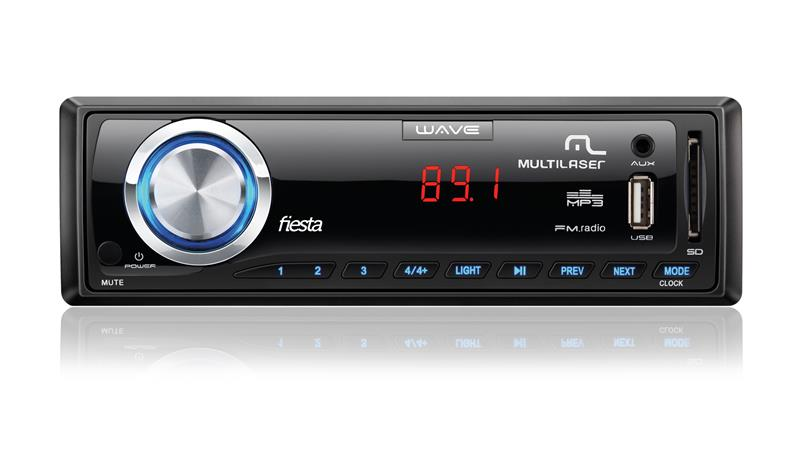 WAVE
ML
MULTILASER
AUX
89.1
MP3
fiesta
FM.radio
USB
SD
POWER
MUTE
1 2 3 4/4+ LIGHT PREV NEXT MODE
CLOCK